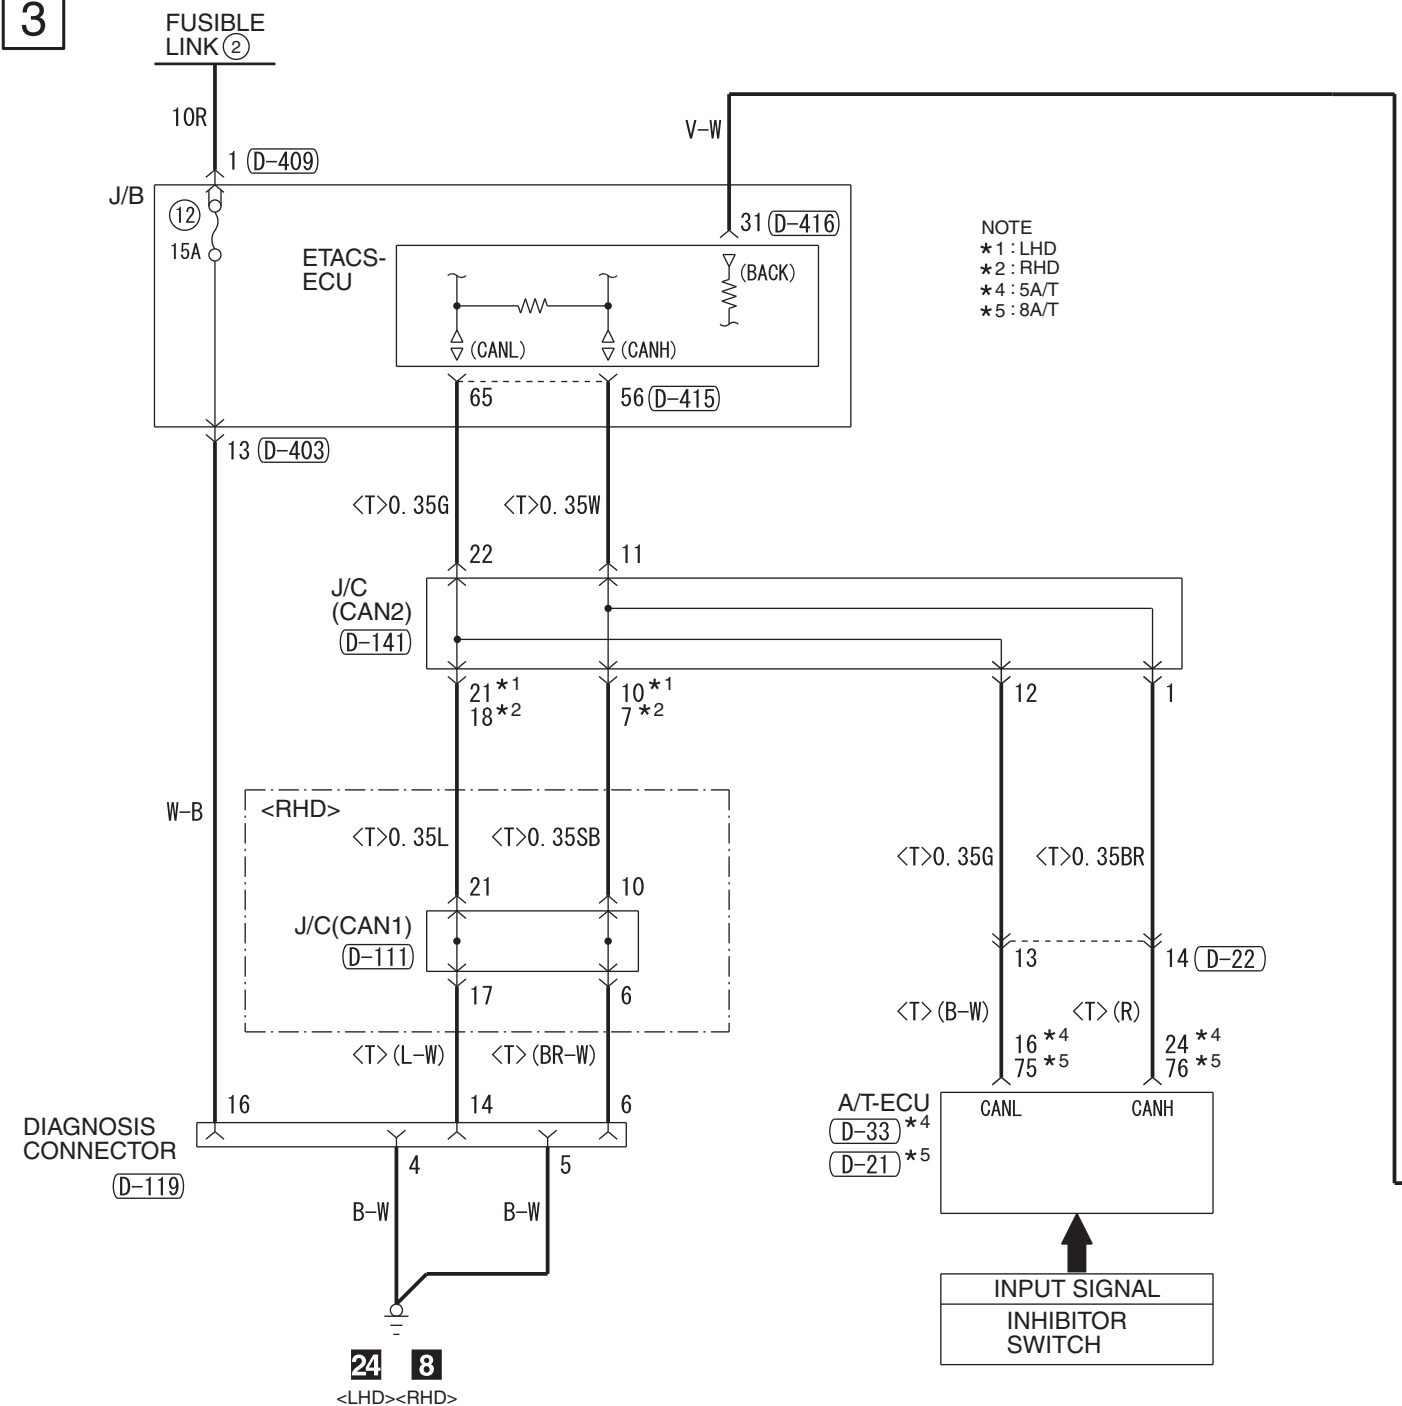 3
FUSIBLE
LINK 2
10R
1 D-409
V-W
J/B
12
15A
31 D-416
ETACS-
ECU
(BACK)
(CANL)
(CANH)
NOTE
*1 : LHD
*2 : RHD
*4 : 5A/T
*5 : 8A/T
65
56 D-415
13 D-403
<T>0.35G
<T>0.35W
22
11
J/C
(CAN2)
D-141
21*1
18*2
10*1
7*2
12
1
W-B
<RHD>
<T>0.35L
<T>0.35SB
<T>0.35G
<T>0.35BR
21
10
J/C(CAN1)
D-111
13
14 D-22
17
6
<T>(B-W)
<T>(R)
<T>(L-W)
<T>(BR-W)
16*4
75*5
24*4
76*5
16
14
6
A/T-ECU
D-33 *4
D-21 *5
CANL
CANH
DIAGNOSIS
CONNECTOR
D-119
4
5
B-W
B-W
INPUT SIGNAL
INHIBITOR
SWITCH
24
8
<LHD><RHD>